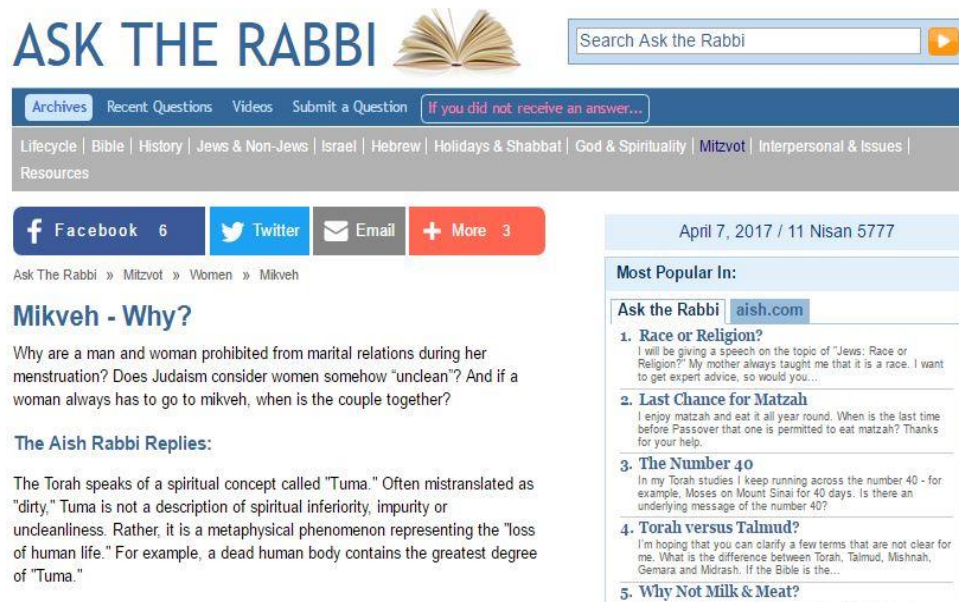 ASK THE RABBI
Search Ask the Rabbi
Archives Recent Questions Videos Submit a Question If you did not receive an answer...
Lifecycle | Bible | History | Jews & Non-Jews | Israel | Hebrew | Holidays & Shabbat | God & Spirituality | Mitzvot | Interpersonal & Issues |
Resources
Facebook 6 Twitter Email More 3
Ask The Rabbi » Mitzvot » Women » Mikveh
Mikveh - Why?
Why are a man and woman prohibited from marital relations during her
menstruation? Does Judaism consider women somehow “unclean”? And if a
woman always has to go to mikveh, when is the couple together?
The Aish Rabbi Replies:
The Torah speaks of a spiritual concept called "Tuma." Often mistranslated as
"dirty," Tuma is not a description of spiritual inferiority, impurity or
uncleanliness. Rather, it is a metaphysical phenomenon representing the "loss
of human life." For example, a dead human body contains the greatest degree
of "Tuma."
April 7, 2017 / 11 Nisan 5777
Most Popular In:
Ask the Rabbi aish.com
1. Race or Religion?
I will be giving a speech on the topic of "Jews: Race or
Religion?" My mother always taught me that it is a race. I want
to get expert advice, so would you...
2. Last Chance for Matzah
I enjoy matzah and eat it all year round. When is the last time
before Passover that one is permitted to eat matzah? Thanks
for your help.
3. The Number 40
In my Torah studies I keep running across the number 40 - for
example, Moses on Mount Sinai for 40 days. Is there an
underlying message of the number 40?
4. Torah versus Talmud?
I'm hoping that you can clarify a few terms that are not clear for
me. What is the difference between Torah, Talmud, Mishnah,
Gemara and Midrash. If the Bible is the...
5. Why Not Milk & Meat?